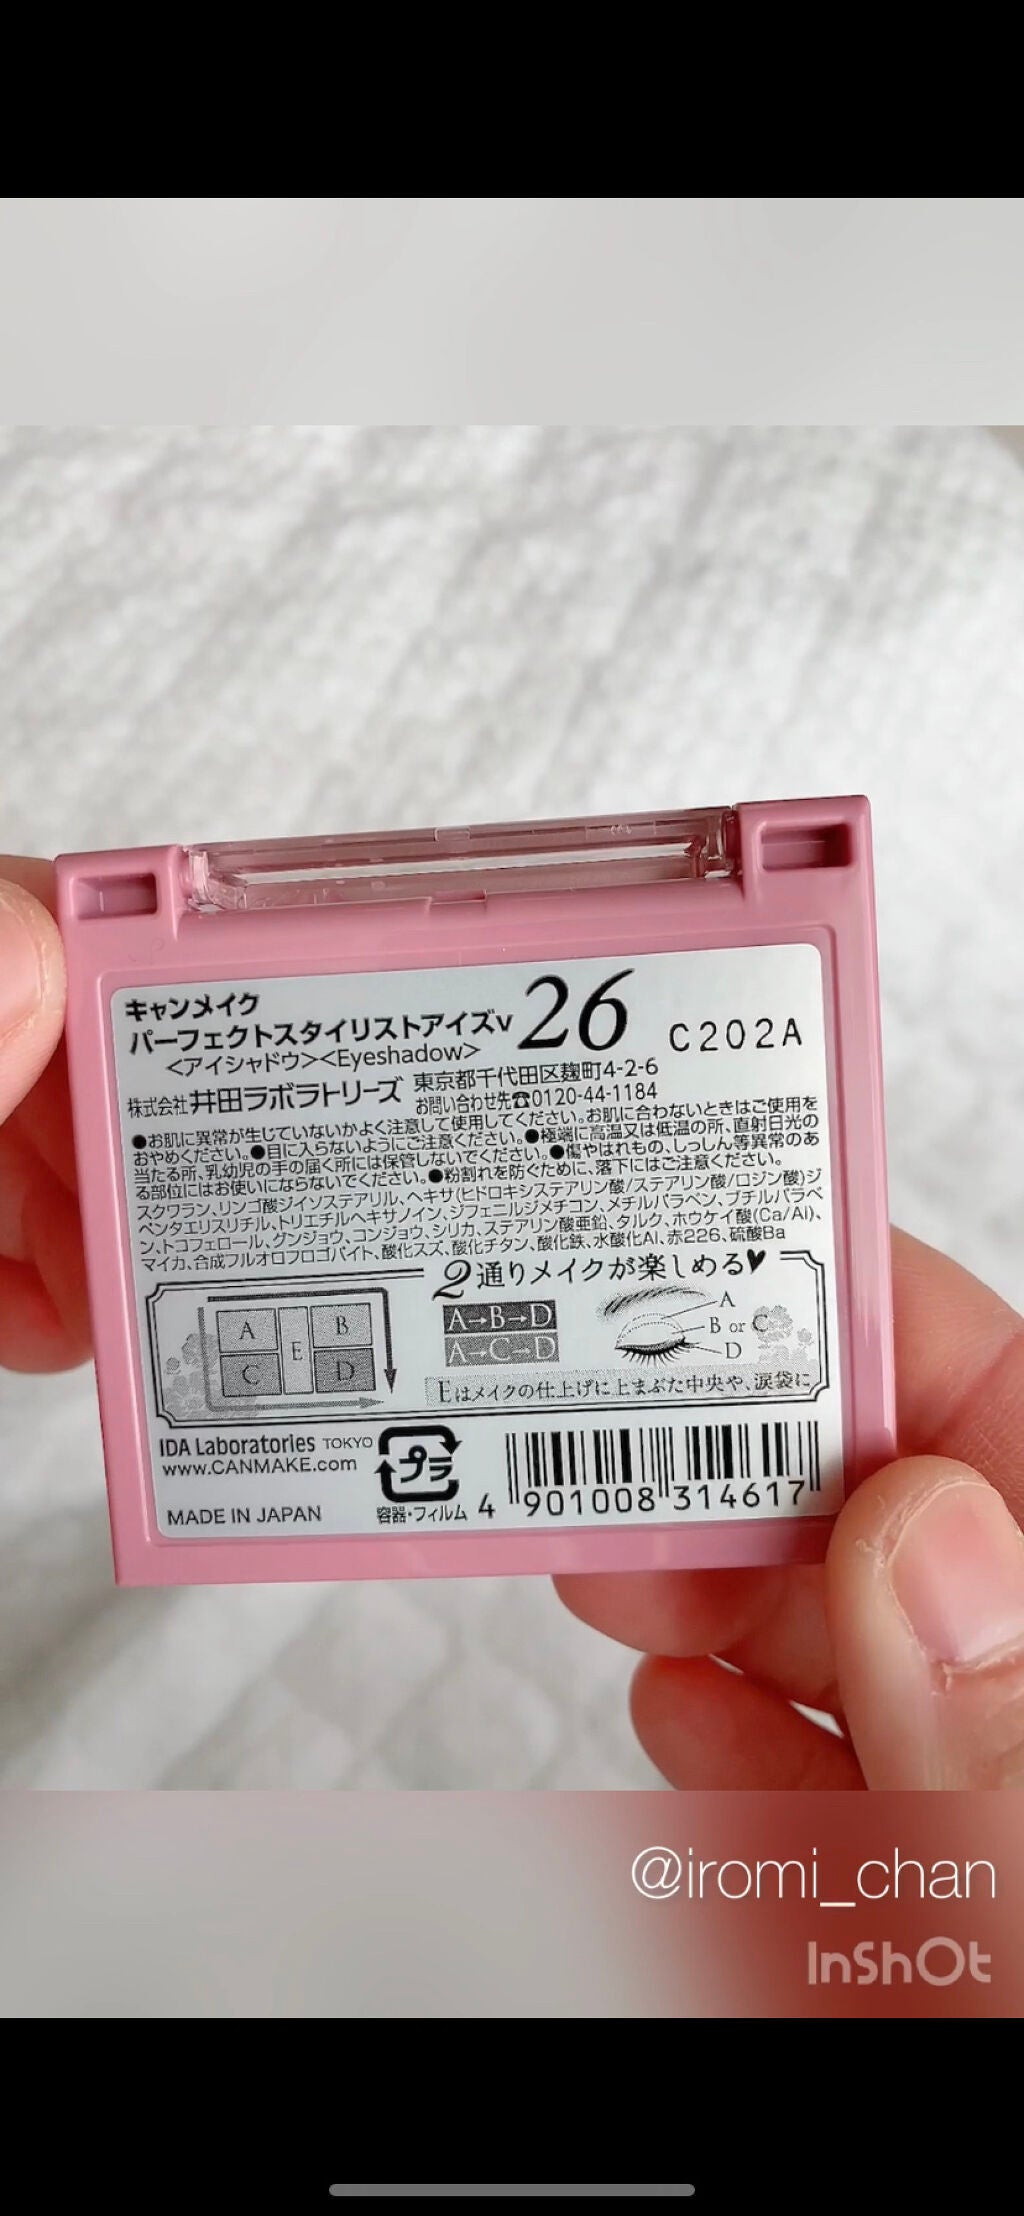 キャンメイク
パーフェクトスタイリストアイズv
26
C202A
<アイシャドウ><Eyeshadow>
株式会社井田ラボラトリーズ
東京都千代田区麹町4-2-6
お問い合わせ先☎0120-44-1184
●お肌に異常が生じていないかよく注意して使用してください。お肌に合わないときはご使用を
おやめください。●目に入らないようにご注意ください。●極端に高温又は低温の所、直射日光の
当たる所、乳幼児の手の届く所には保管しないでください。●傷やはれもの、しっしん等異常のあ
る部位にはお使いにならないでください。●粉割れを防ぐために、落下にはご注意ください。
スクワラン、リンゴ酸ジイソステアリル、ヘキサ(ヒドロキシステアリン酸/ステアリン酸/ロジン酸)ジ
ペンタエリスリチル、トリエチルヘキサノイン、ジフェニルジメチコン、メチルパラベン、ブチルパラベ
ン、トコフェロール、グンジョウ、コンジョウ、シリカ、ステアリン酸亜鉛、タルク、ホウケイ酸(Ca/Al)、
マイカ、合成フルオロフロゴパイト、酸化スズ、酸化チタン、酸化鉄、水酸化Al、赤226、硫酸Ba
2通りメイクが楽しめる♥
A
B
E
C
D
A→B→D
A→C→D
A
B or C
D
Eはメイクの仕上げに上まぶた中央や、涙袋に
IDA Laboratories TOKYO
www.CANMAKE.com
MADE IN JAPAN
プラ
容器・フィルム
4 901008 314617
@iromi_chan
InShOt